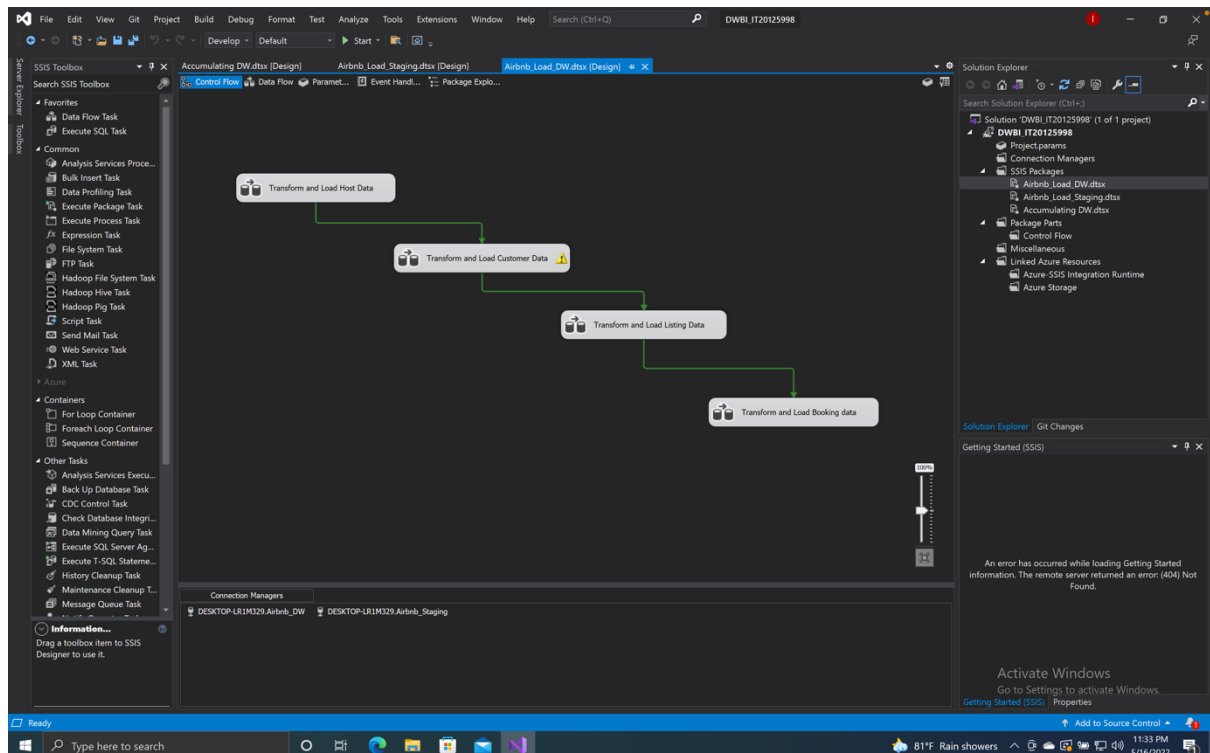 File Edit View Git Project Build Debug Format Test Analyze Tools Extensions Window Help Search (Ctrl+Q) DWBI_IT20125998
Develop Default Start
Server Explorer
Toolbox
SSIS Toolbox
Search SSIS Toolbox
Favorites
Data Flow Task
Execute SQL Task
Common
Analysis Services Proce...
Bulk Insert Task
Data Profiling Task
Execute Package Task
Execute Process Task
Expression Task
File System Task
FTP Task
Hadoop File System Task
Hadoop Hive Task
Hadoop Pig Task
Script Task
Send Mail Task
Web Service Task
XML Task
Azure
Containers
For Loop Container
Foreach Loop Container
Sequence Container
Other Tasks
Analysis Services Execu...
Back Up Database Task
CDC Control Task
Check Database Integri...
Data Mining Query Task
Execute SQL Server Ag...
Execute T-SQL Stateme...
History Cleanup Task
Maintenance Cleanup T...
Message Queue Task
Information...
Drag a toolbox item to SSIS
Designer to use it.
Accumulating DW.dtsx [Design] Airbnb_Load_Staging.dtsx [Design] Airbnb_Load_DW.dtsx [Design]
Control Flow Data Flow Paramet... Event Handl... Package Explo...
Transform and Load Host Data
Transform and Load Customer Data
Transform and Load Listing Data
Transform and Load Booking data
100%
Connection Managers
DESKTOP-LR1M329.Airbnb_DW DESKTOP-LR1M329.Airbnb_Staging
Solution Explorer
Search Solution Explorer (Ctrl+;)
Solution 'DWBI_IT20125998' (1 of 1 project)
DWBI_IT20125998
Project.params
Connection Managers
SSIS Packages
Airbnb_Load_DW.dtsx
Airbnb_Load_Staging.dtsx
Accumulating DW.dtsx
Package Parts
Control Flow
Miscellaneous
Linked Azure Resources
Azure-SSIS Integration Runtime
Azure Storage
Solution Explorer Git Changes
Getting Started (SSIS)
An error has occurred while loading Getting Started
information. The remote server returned an error: (404) Not
Found.
Activate Windows
Go to Settings to activate Windows.
Getting Started (SSIS) Properties
Ready Add to Source Control
Type here to search 81°F Rain showers 11:33 PM
5/16/2022